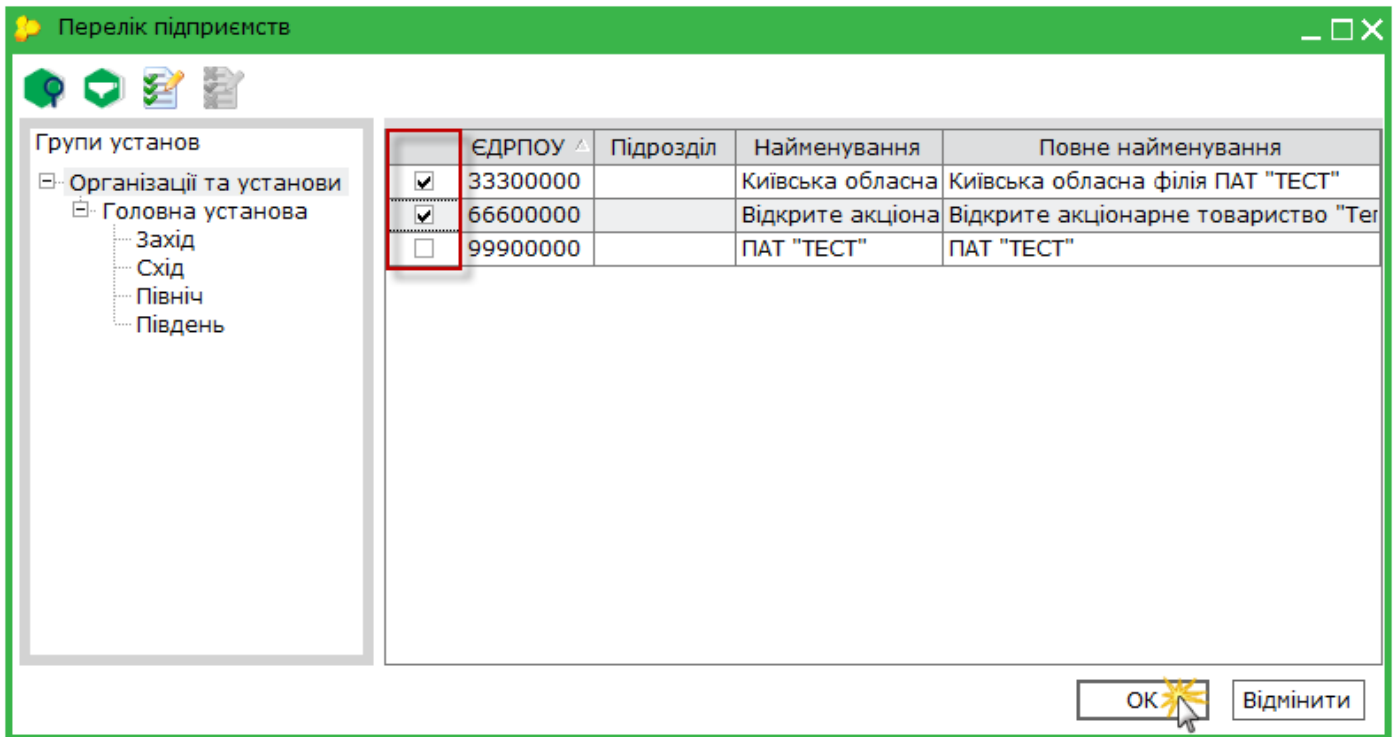 Перелік підприємств
Групи установ
Організації та установи
Головна установа
Захід
Схід
Північ
Південь
ЄДРПОУ Підрозділ Найменування Повне найменування
33300000 Київська обласна Київська обласна філія ПАТ "ТЕСТ"
66600000 Відкрите акціона Відкрите акціонарне товариство "Тег
99900000 ПАТ "ТЕСТ" ПАТ "ТЕСТ"
OK Відмінити